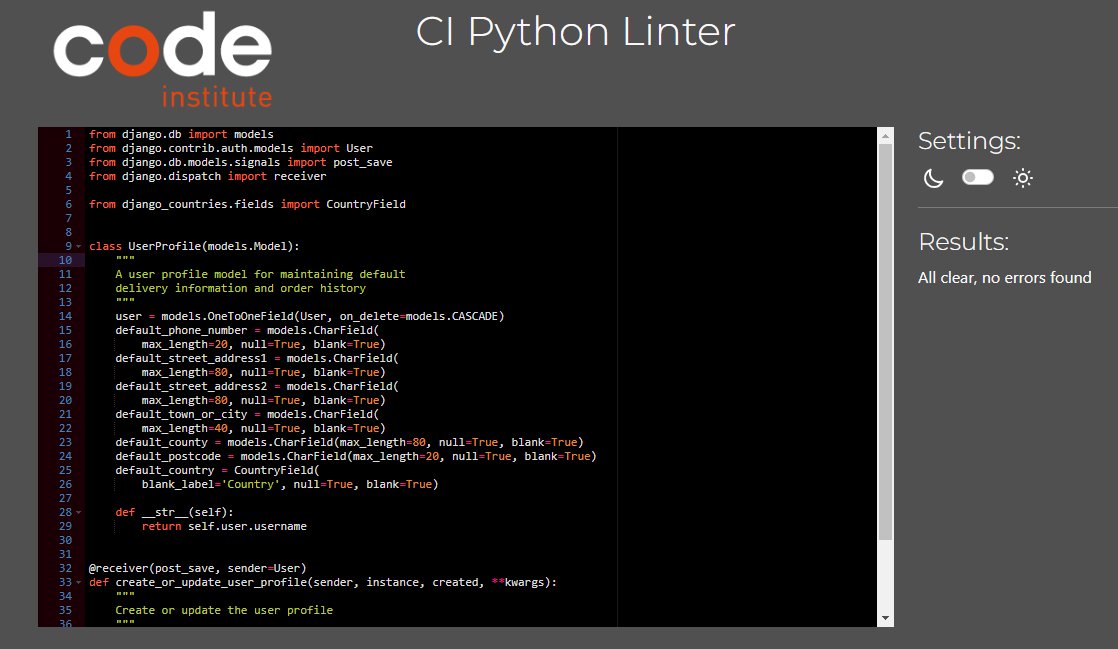 code
institute
CI Python Linter
1 from django.db import models
2 from django.contrib.auth.models import User
3 from django.db.models.signals import post_save
4 from django.dispatch import receiver
5
6 from django_countries.fields import CountryField
7
8
9 class UserProfile(models.Model):
10     """
11     A user profile model for maintaining default
12     delivery information and order history
13     """
14     user = models.OneToOneField(User, on_delete=models.CASCADE)
15     default_phone_number = models.CharField(
16         max_length=20, null=True, blank=True)
17     default_street_address1 = models.CharField(
18         max_length=80, null=True, blank=True)
19     default_street_address2 = models.CharField(
20         max_length=80, null=True, blank=True)
21     default_town_or_city = models.CharField(
22         max_length=40, null=True, blank=True)
23     default_county = models.CharField(max_length=80, null=True, blank=True)
24     default_postcode = models.CharField(max_length=20, null=True, blank=True)
25     default_country = CountryField(
26         blank_label='Country', null=True, blank=True)
27
28     def __str__(self):
29         return self.user.username
30
31
32 @receiver(post_save, sender=User)
33 def create_or_update_user_profile(sender, instance, created, **kwargs):
34     """
35     Create or update the user profile
36     """
Settings:
Results:
All clear, no errors found